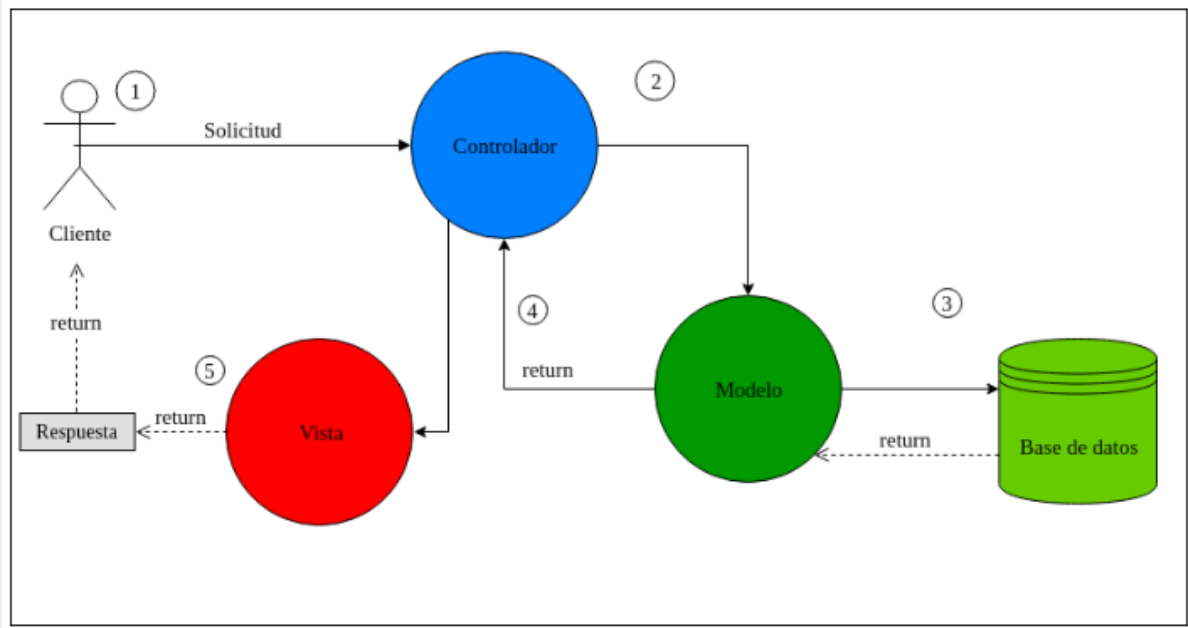 1
2
Solicitud
Controlador
Cliente
3
4
return
5
return
Modelo
return
Respuesta
Vista
return
Base de datos